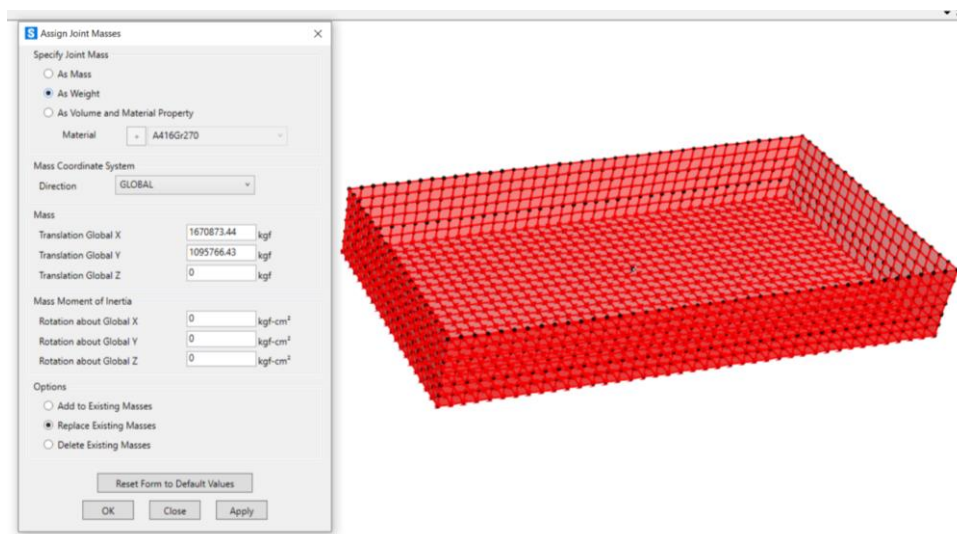 S Assign Joint Masses
Specify Joint Mass
As Mass
As Weight
As Volume and Material Property
Material + A416Gr270
Mass Coordinate System
Direction GLOBAL
Mass
Translation Global X 1670873.44 kgf
Translation Global Y 1095766.43 kgf
Translation Global Z 0 kgf
Mass Moment of Inertia
Rotation about Global X 0 kgf-cm²
Rotation about Global Y 0 kgf-cm²
Rotation about Global Z 0 kgf-cm²
Options
Add to Existing Masses
Replace Existing Masses
Delete Existing Masses
Reset Form to Default Values
OK Close Apply